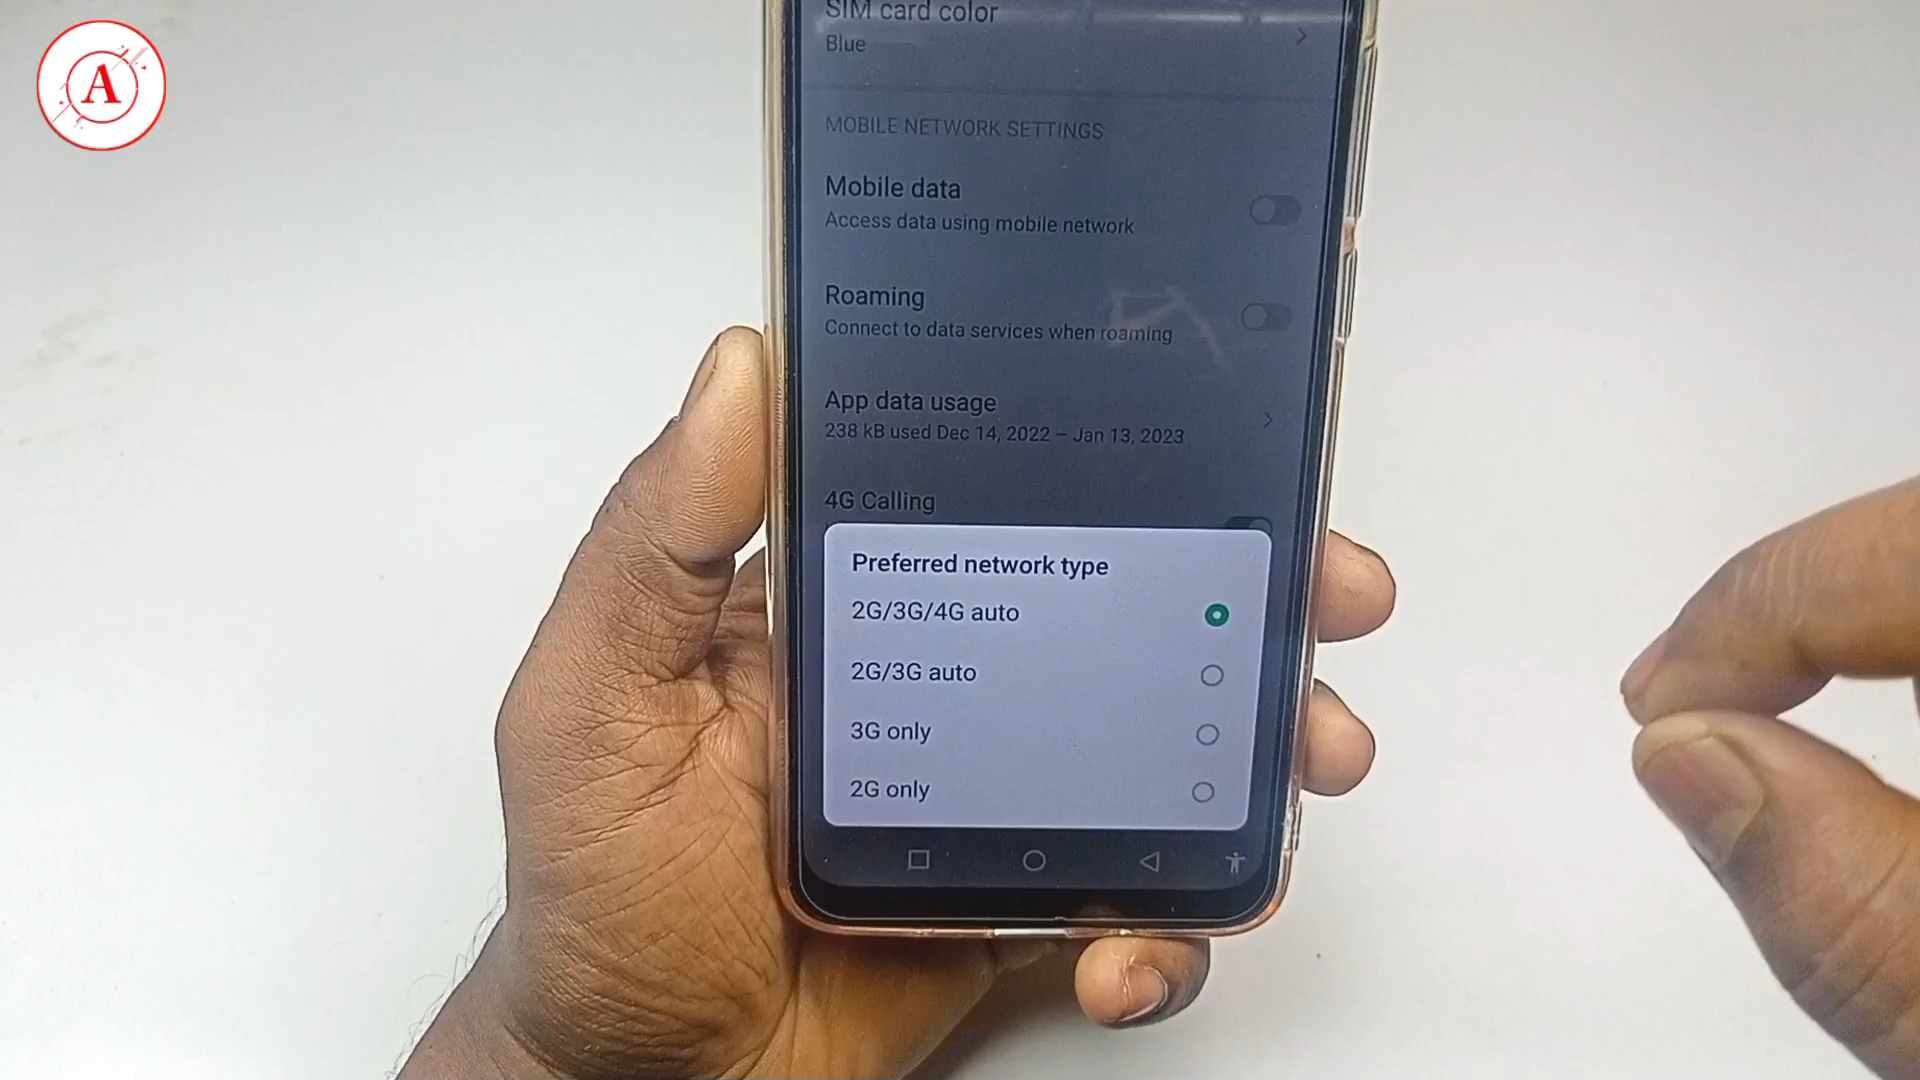 A
SIM card color
Blue
MOBILE NETWORK SETTINGS
Mobile data
Access data using mobile network
Roaming
Connect to data services when roaming
App data usage
238 kB used Dec 14, 2022 – Jan 13, 2023
4G Calling
Preferred network type
2G/3G/4G auto
2G/3G auto
3G only
2G only